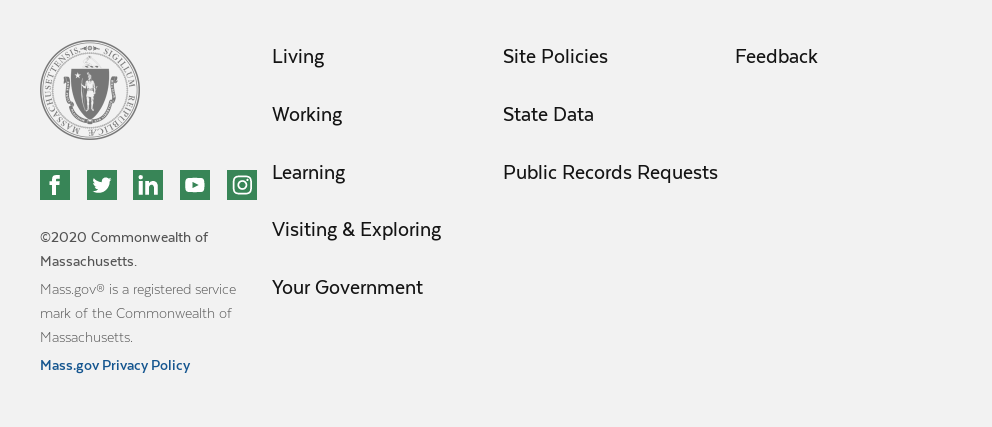 SIGILLUM REIPUBLICÆ MASSACHUSETTENSIS.
Living
Working
Learning
Visiting & Exploring
Your Government
Site Policies
State Data
Public Records Requests
Feedback
©2020 Commonwealth of
Massachusetts.
Mass.gov® is a registered service
mark of the Commonwealth of
Massachusetts.
Mass.gov Privacy Policy